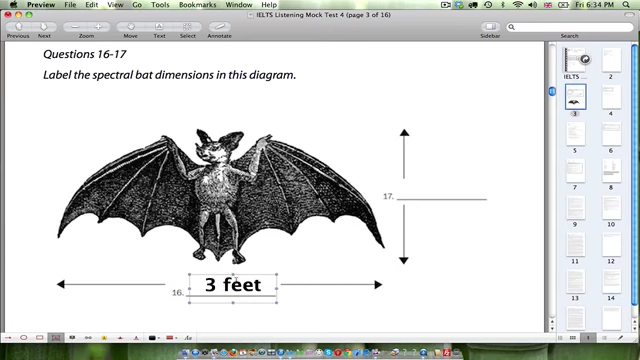 Preview File Edit View Go Tools Bookmarks Window Help
Fri 6:34 PM
IELTS Listening Mock Test 4 (page 3 of 16)
Previous Next Zoom Move Text Select Annotate Sidebar Search
Questions 16-17
Label the spectral bat dimensions in this diagram.
17.
3 feet
16.
IELTS ...
2
3
4
5
6
7
8
9
10
11
12
13
14
Aa